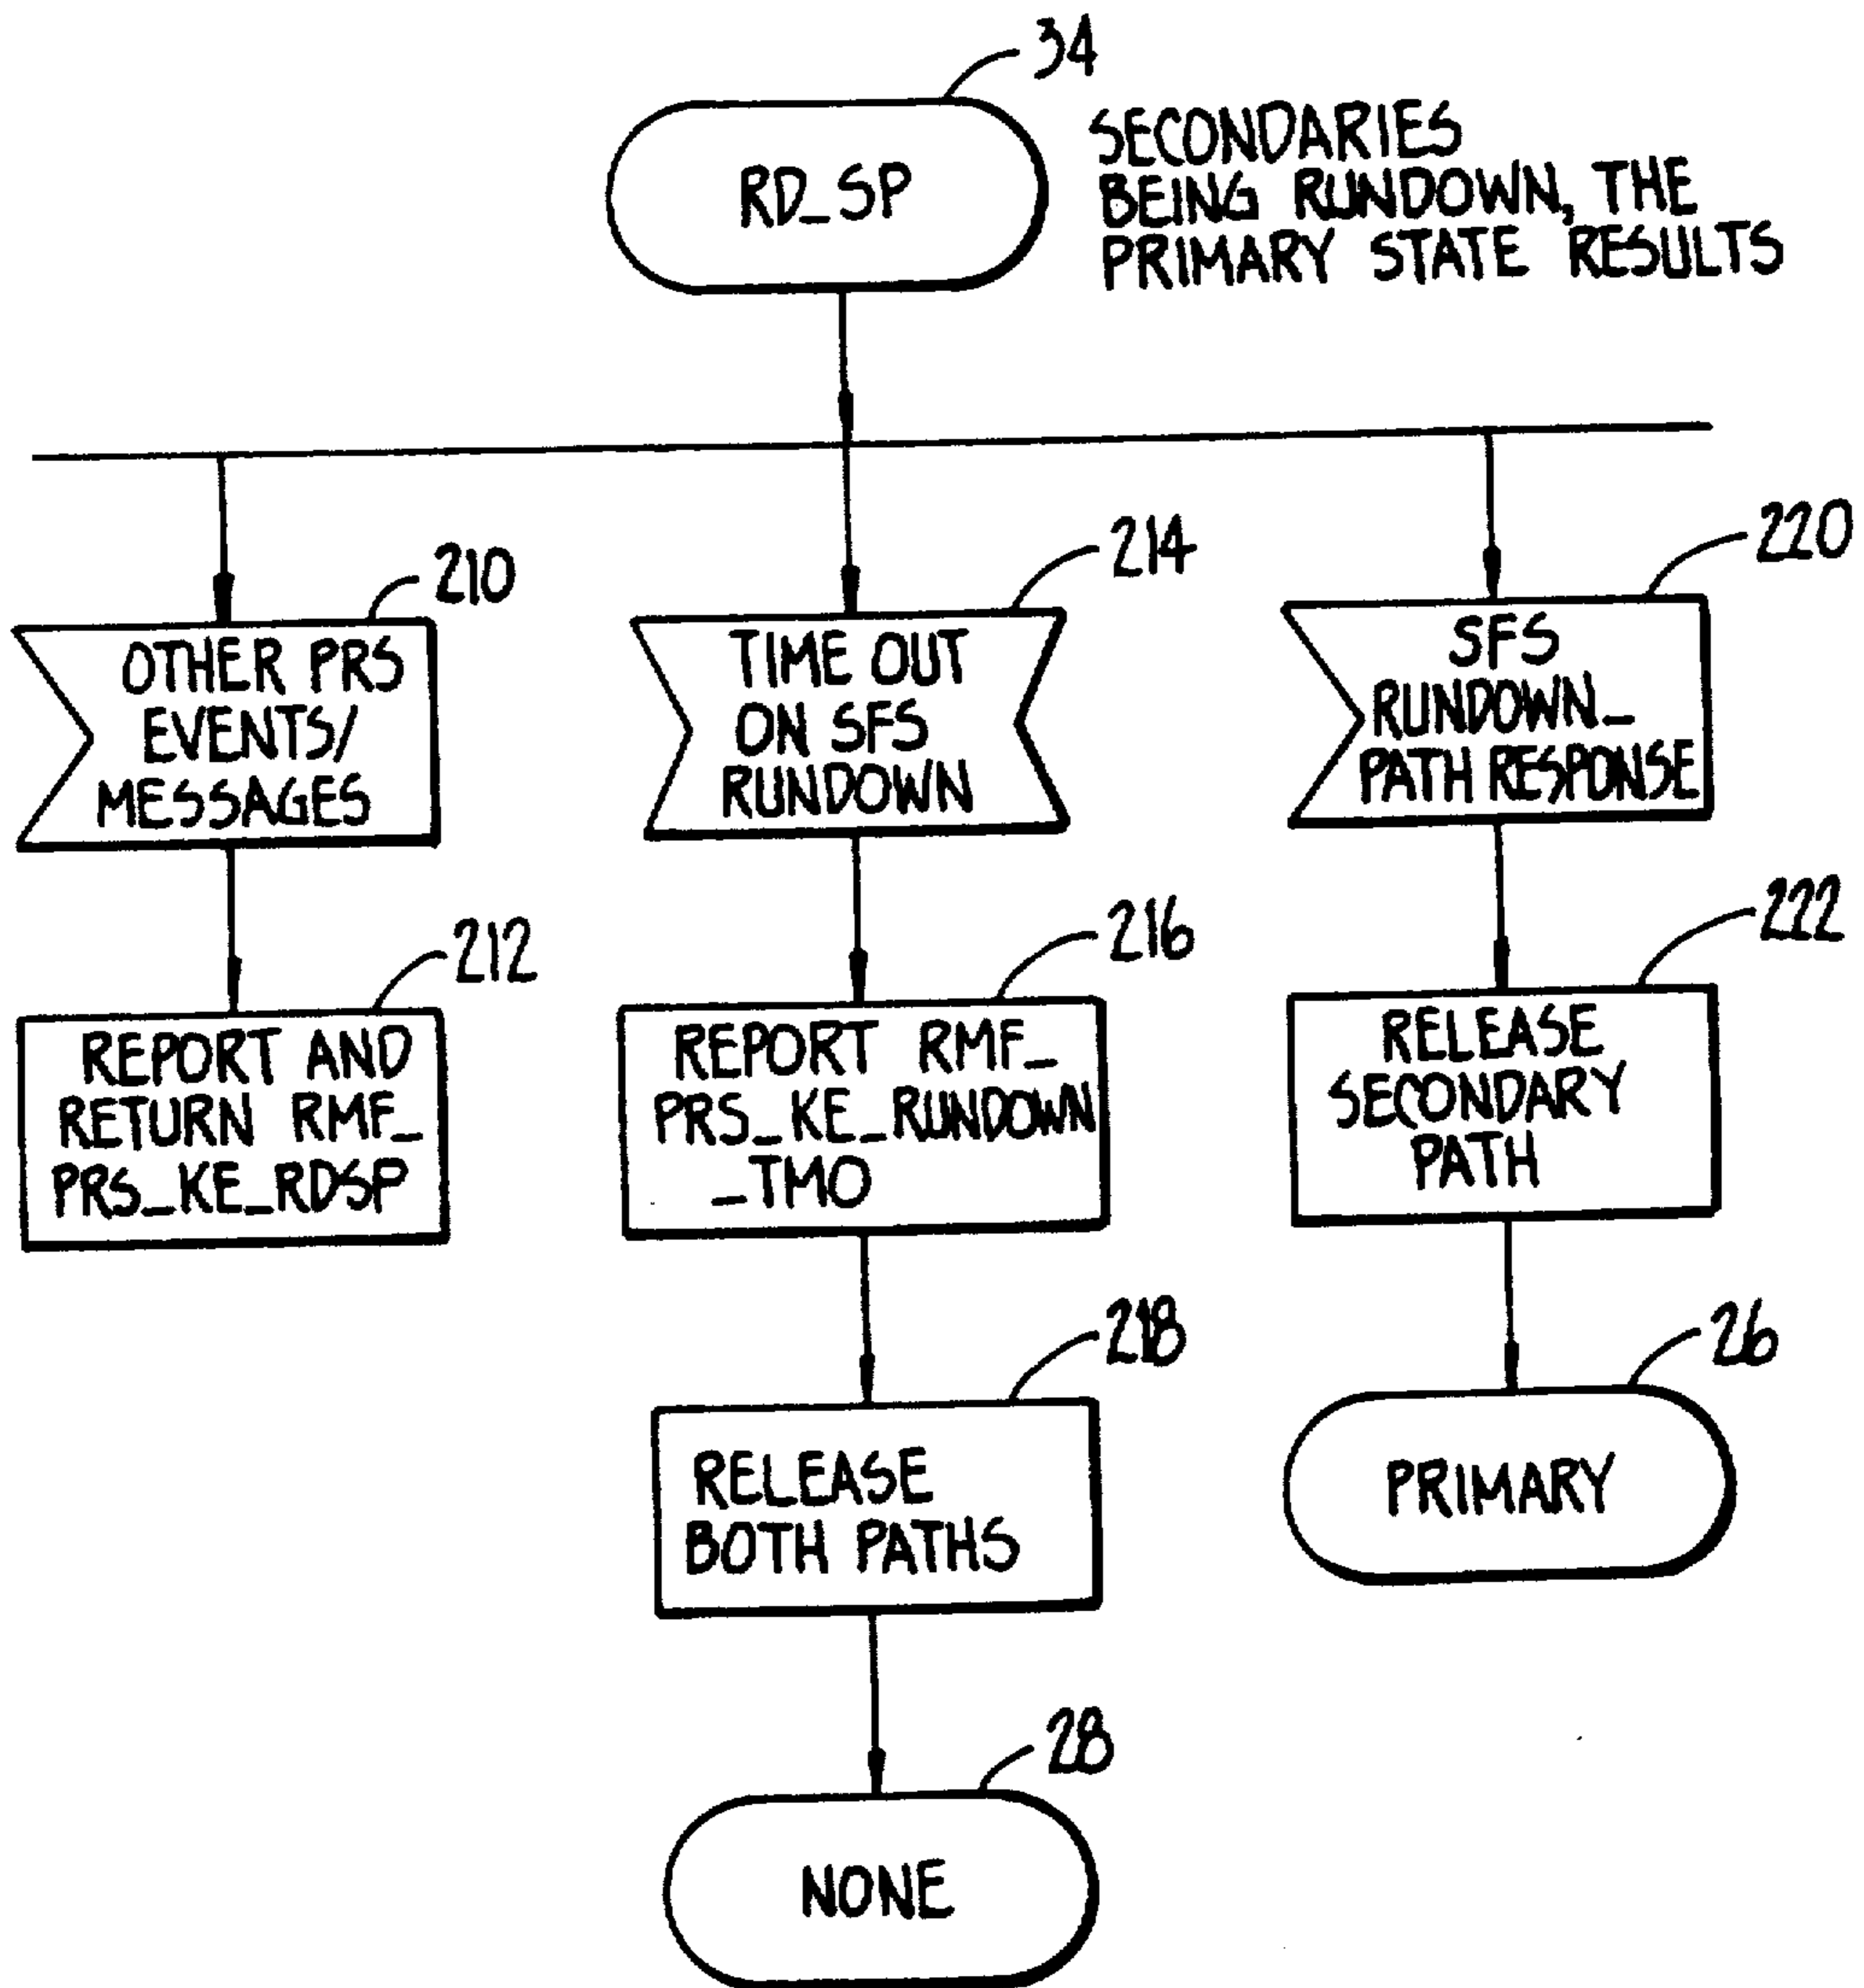 34
RD_SP
SECONDARIES
BEING RUNDOWN, THE
PRIMARY STATE RESULTS
210
OTHER PRS
EVENTS/
MESSAGES
214
TIME OUT
ON SFS
RUNDOWN
220
SFS
RUNDOWN_
PATH RESPONSE
212
REPORT AND
RETURN RMF_
PRS_KE_RDSP
216
REPORT RMF_
PRS_KE_RUNDOWN
_TMO
222
RELEASE
SECONDARY
PATH
218
RELEASE
BOTH PATHS
26
PRIMARY
28
NONE